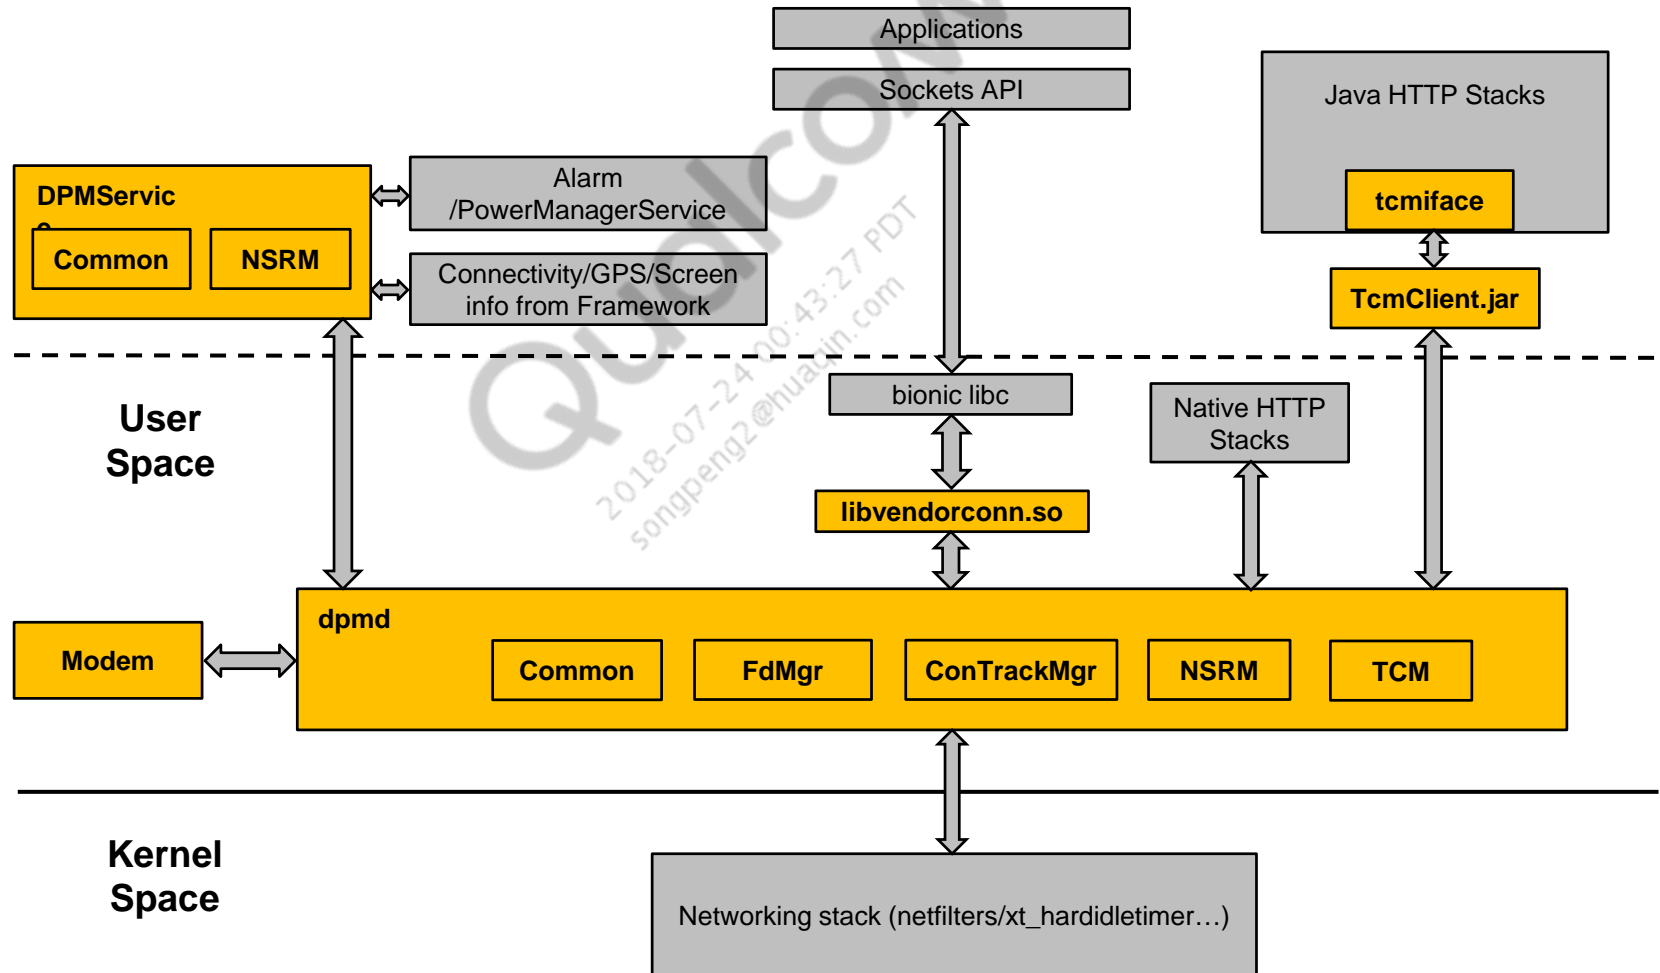 Applications
Sockets API
Java HTTP Stacks
tcmiface
TcmClient.jar
DPMServic
Common
NSRM
Alarm
/PowerManagerService
Connectivity/GPS/Screen
info from Framework
2018-07-24 00:43:27 PDT
songpeng2@huaqin.com
User
Space
bionic libc
Native HTTP
Stacks
libvendorconn.so
dpmd
Modem
Common
FdMgr
ConTrackMgr
NSRM
TCM
Kernel
Space
Networking stack (netfilters/xt_hardidletimer…)